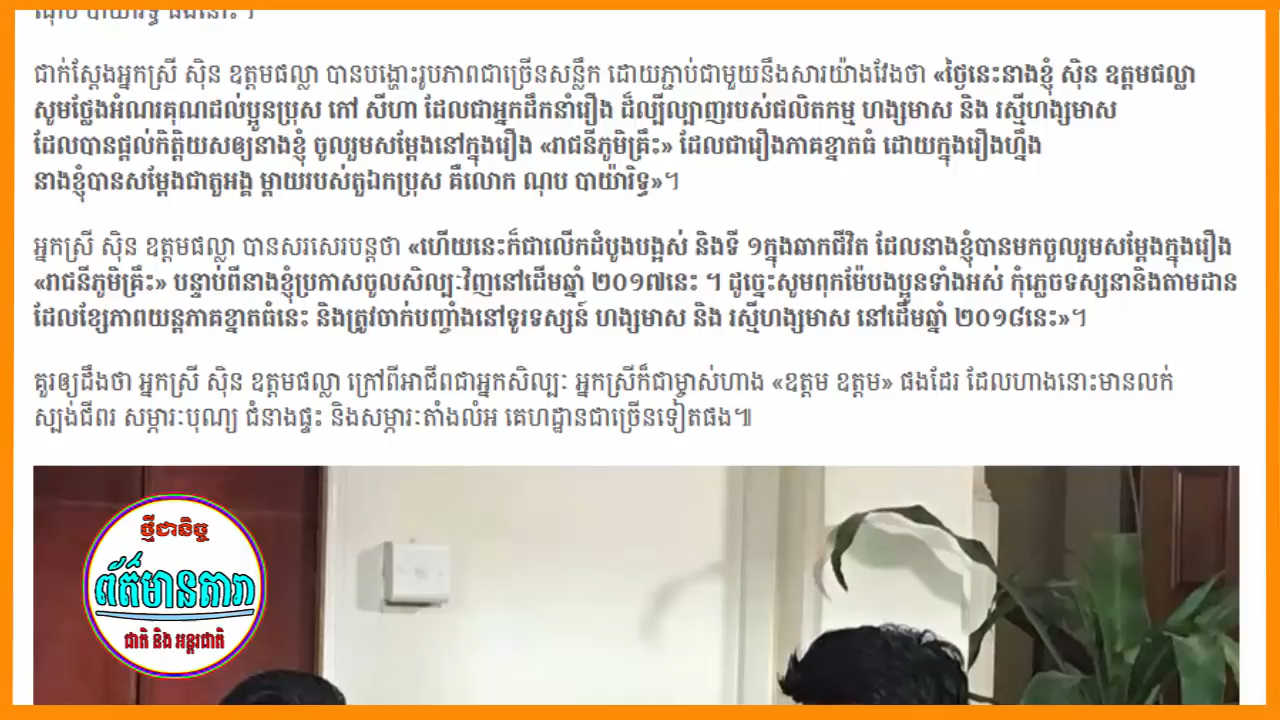 ណុប បាយ៉ារិទ្ធ ផងនោះ ។
ជាក់ស្តែងអ្នកស្រី ស៊ិន ឧត្តមផល្លា បានបង្ហោះរូបភាពជាច្រើនសន្លឹក ដោយភ្ជាប់ជាមួយនឹងសារយ៉ាងវែងថា «ថ្ងៃនេះនាងខ្ញុំ ស៊ិន ឧត្តមផល្លា
សូមថ្លែងអំណរគុណដល់ប្អូនប្រុស កៅ សីហា ដែលជាអ្នកដឹកនាំរឿង ដ៏ល្បីល្បាញរបស់ផលិតកម្ម ហង្សមាស និង រស្មីហង្សមាស
ដែលបានផ្តល់កិត្តិយសឲ្យនាងខ្ញុំ ចូលរួមសម្តែងនៅក្នុងរឿង «រាជនីភូមិគ្រឹះ» ដែលជារឿងភាគខ្នាតធំ ដោយក្នុងរឿងហ្នឹង
នាងខ្ញុំបានសម្តែងជាតួអង្គ ម្តាយរបស់តួឯកប្រុស គឺលោក ណុប បាយ៉ារិទ្ធ»។
អ្នកស្រី ស៊ិន ឧត្តមផល្លា បានសរសេរបន្តថា «ហើយនេះក៏ជាលើកដំបូងបង្អស់ និងទី ១ក្នុងឆាកជីវិត ដែលនាងខ្ញុំបានមកចួលរួមសម្តែងក្នុងរឿង
«រាជនីភូមិគ្រឹះ» បន្ទាប់ពីនាងខ្ញុំប្រកាសចូលសិល្បៈវិញនៅដើមឆ្នាំ ២០១៧នេះ ។ ដូច្នេះសូមពុកម៉ែបងប្អូនទាំងអស់ កុំភ្លេចទស្សនានិងតាមដាន
ដែលខ្សែភាពយន្តភាគខ្នាតធំនេះ និងត្រូវចាក់បញ្ចាំងនៅទូរទស្សន៍ ហង្សមាស និង រស្មីហង្សមាស នៅដើមឆ្នាំ ២០១៨នេះ»។
គួរឲ្យដឹងថា អ្នកស្រី ស៊ិន ឧត្តមផល្លា ក្រៅពីអាជីពជាអ្នកសិល្បៈ អ្នកស្រីក៏ជាម្ចាស់ហាង «ឧត្តម ឧត្តម» ផងដែរ ដែលហាងនោះមានលក់
ស្បង់ជីពរ សម្ភារៈបុណ្យ ជំនាងផ្ទះ និងសម្ភារៈតាំងលំអ គេហដ្ឋានជាច្រើនទៀតផង៕
ថ្មីជានិច្ច
ព័ត៌មានតារា
ជាតិ និង អន្តរជាតិ